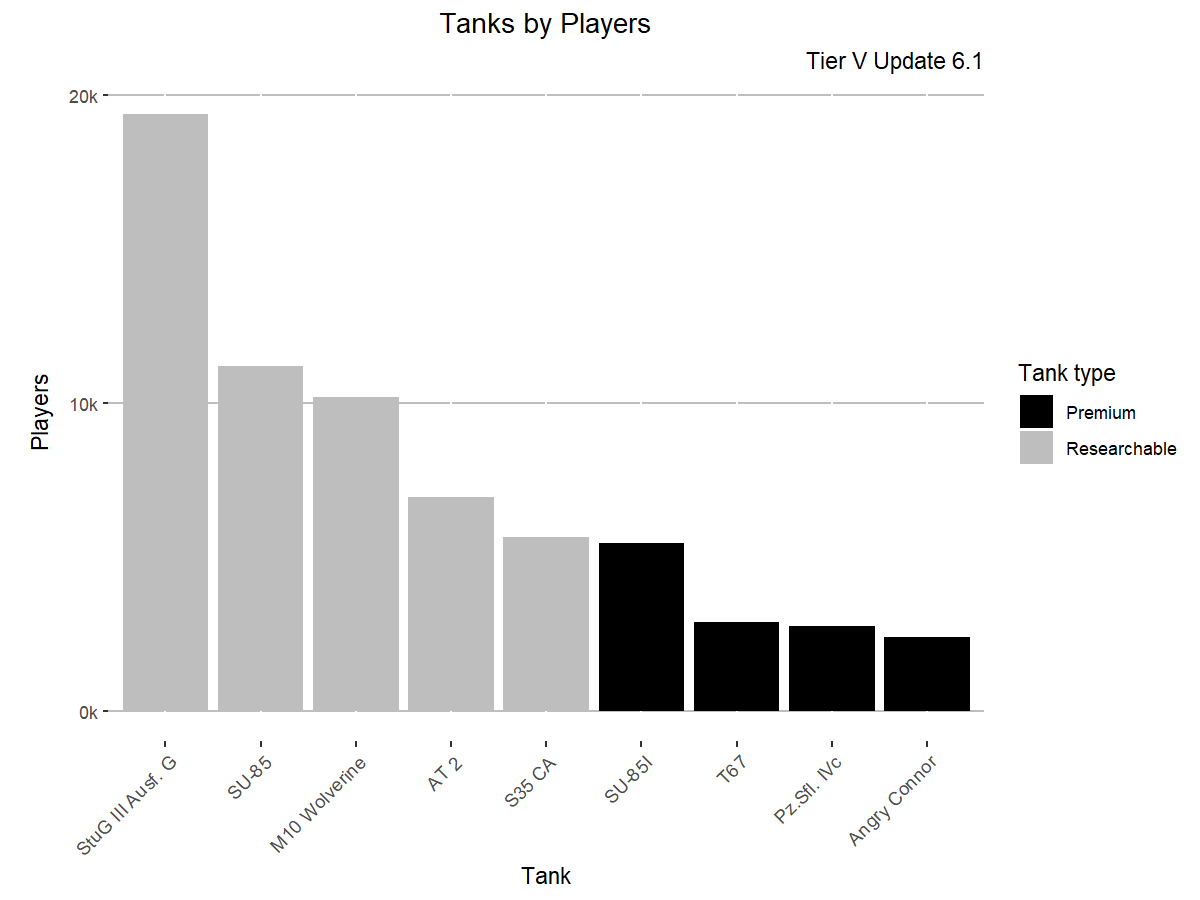 Tanks by Players
Tier V Update 6.1
20k
10k
0k
Players
StuG III Ausf. G
SU-85
M10 Wolverine
AT 2
S35 CA
SU-85I
T67
Pz.Sfl. IVc
Angry Connor
Tank
Tank type
Premium
Researchable